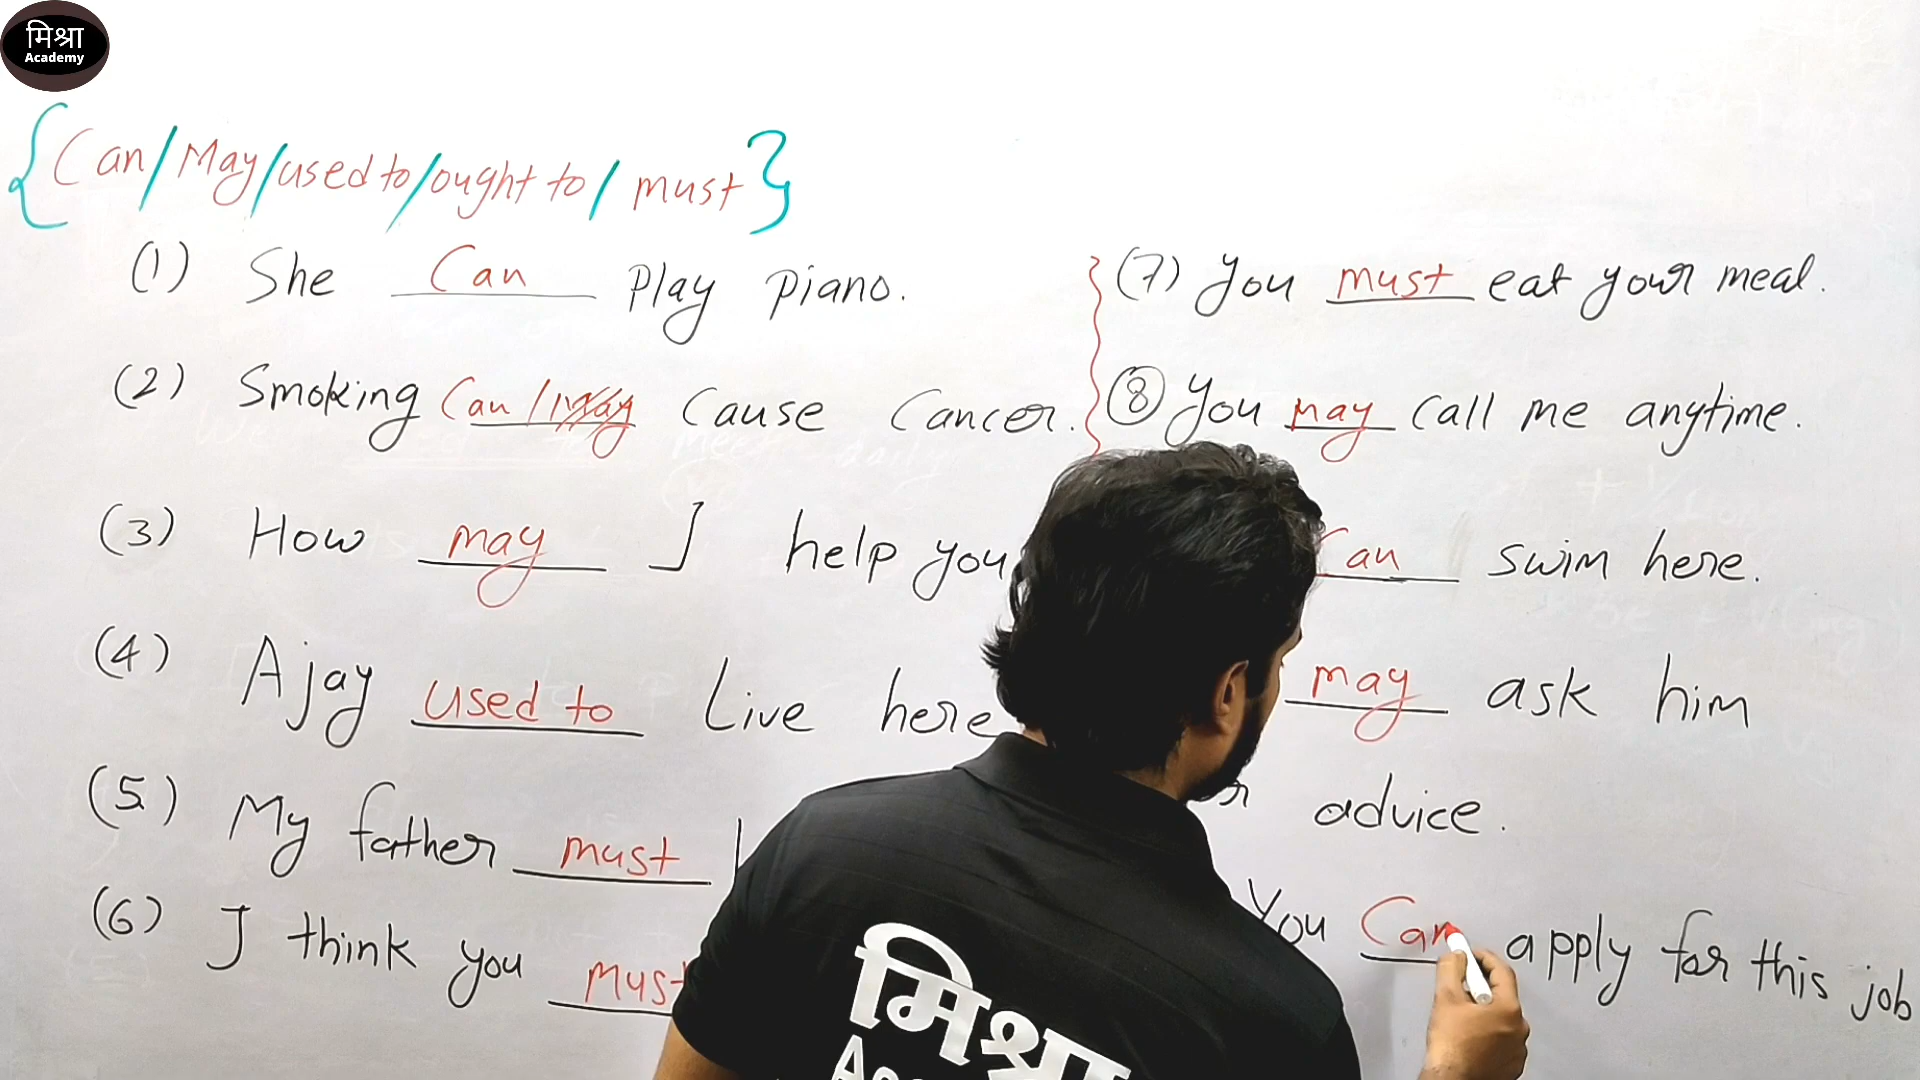 मिश्रा
Academy
{Can/May/used to/ought to/must}
(1) She Can Play piano.
(2) Smoking Can/may Cause Cancer.
(3) How may I help you
(4) Ajay used to Live here
(5) My father must
(6) I think you must
(7) You must eat your meal.
(8) You may call me anytime.
Can swim here.
may ask him
advice.
You Can apply for this job
मिश्रा